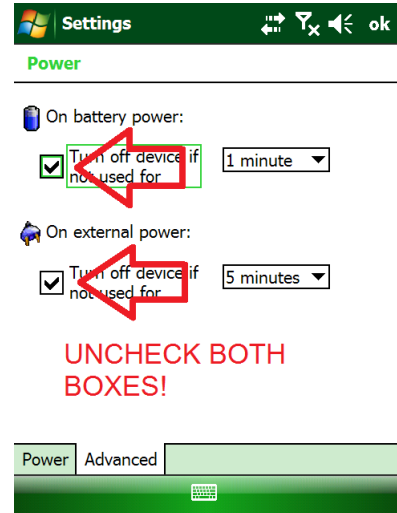 Settings
ok
Power
On battery power:
Turn off device if
not used for
1 minute
On external power:
Turn off device if
not used for
5 minutes
UNCHECK BOTH
BOXES!
Power
Advanced